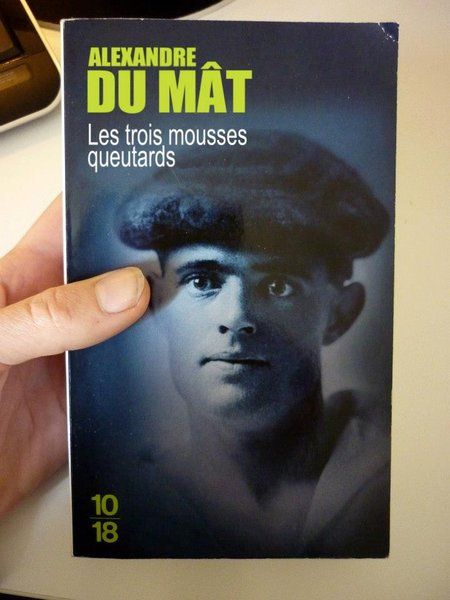 ALEXANDRE
DU MÂT
Les trois mousses
queutards
10
18